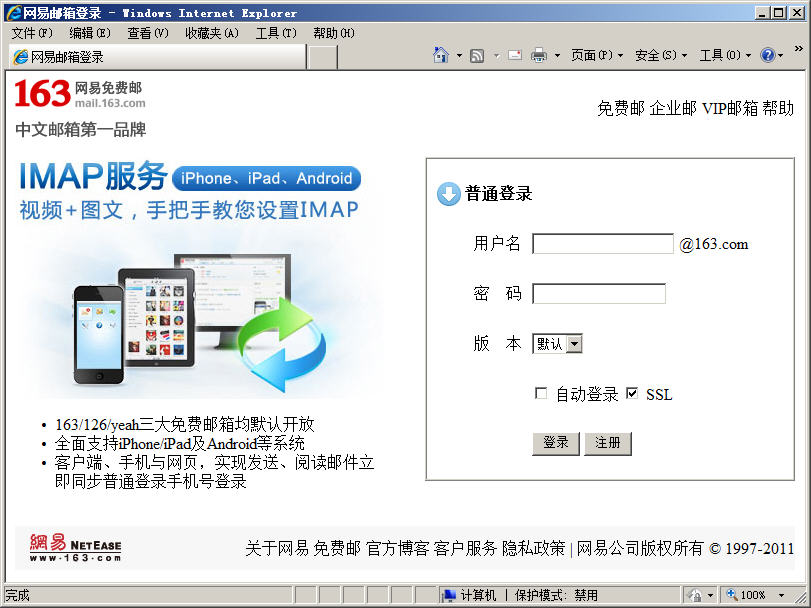 网易邮箱登录 - Windows Internet Explorer
文件(F) 编辑(E) 查看(V) 收藏夹(A) 工具(T) 帮助(H)
网易邮箱登录
页面(P) 安全(S) 工具(O)
163 网易免费邮
mail.163.com
中文邮箱第一品牌
免费邮 企业邮 VIP邮箱 帮助
IMAP服务 iPhone、iPad、Android
视频+图文，手把手教您设置IMAP
163/126/yeah三大免费邮箱均默认开放
全面支持iPhone/iPad及Android等系统
客户端、手机与网页，实现发送、阅读邮件立
即同步普通登录手机号登录
普通登录
用户名 @163.com
密 码
版 本 默认
自动登录 SSL
登录 注册
網易 NETEASE
www.163.com
关于网易 免费邮 官方博客 客户服务 隐私政策 | 网易公司版权所有 © 1997-2011
完成 计算机 | 保护模式: 禁用 100%